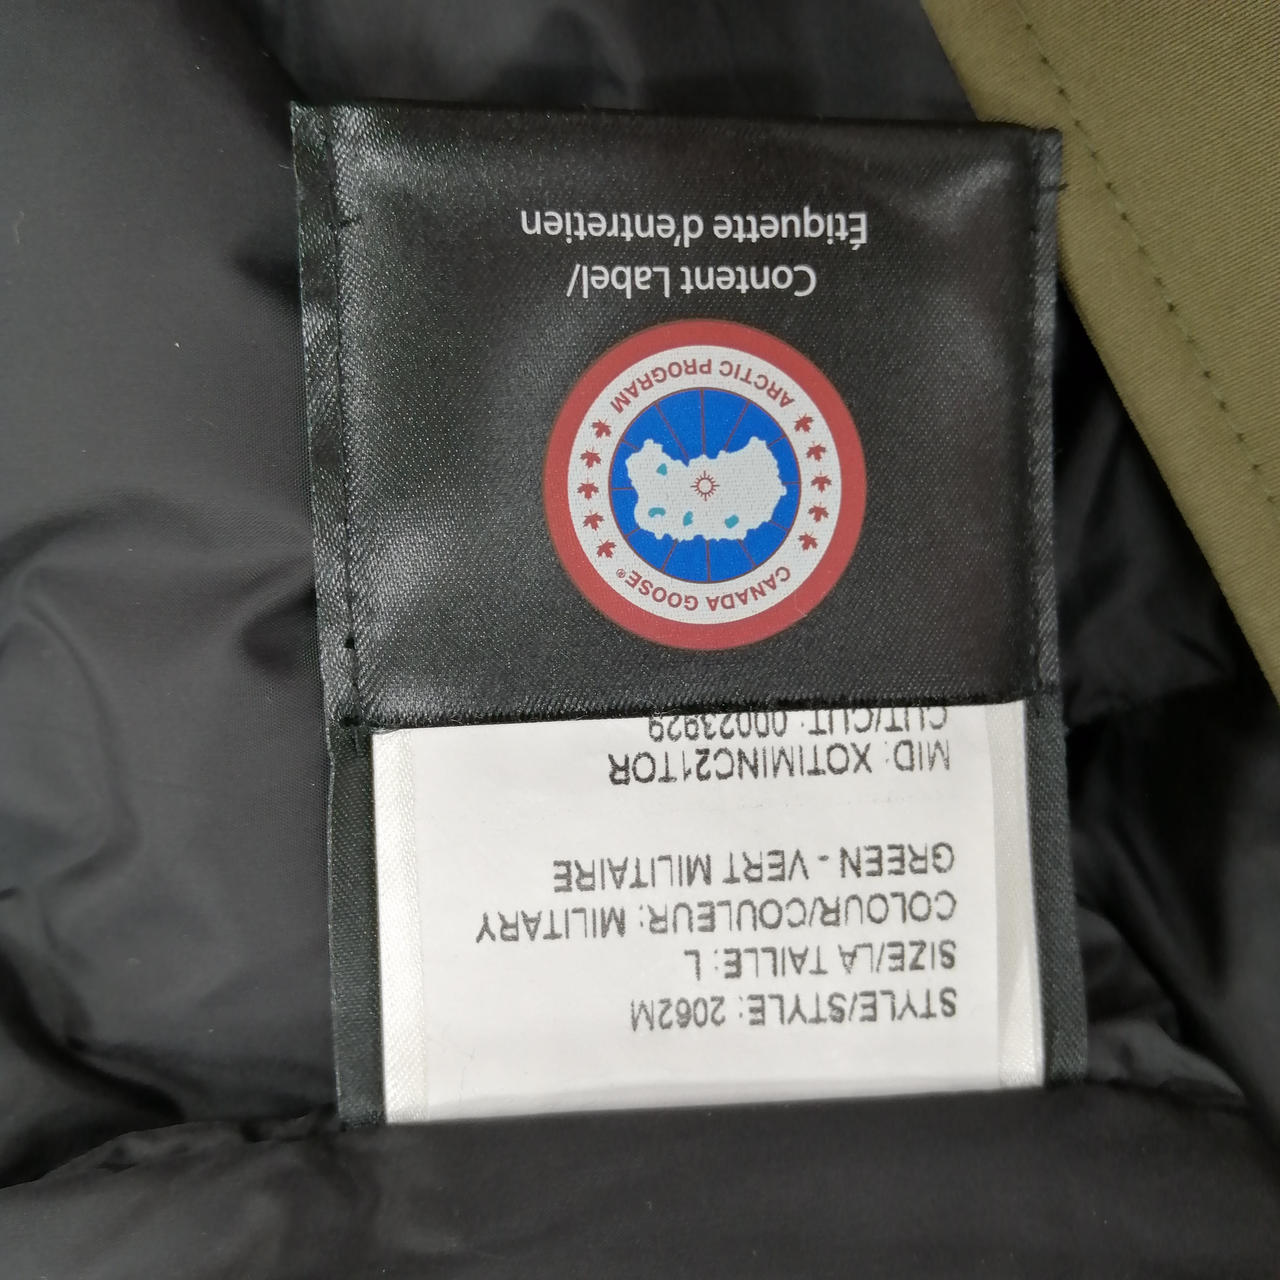 STYLE/STYLE: 2062M
SIZE/LA TAILLE: L
COLOUR/COULEUR: MILITARY
GREEN - VERT MILITAIRE
MID: XOTIMINC21TOR
CUT/CUT: 00023929
CANADA GOOSE®
ARCTIC PROGRAM
Content Label/
Étiquette d'entretien